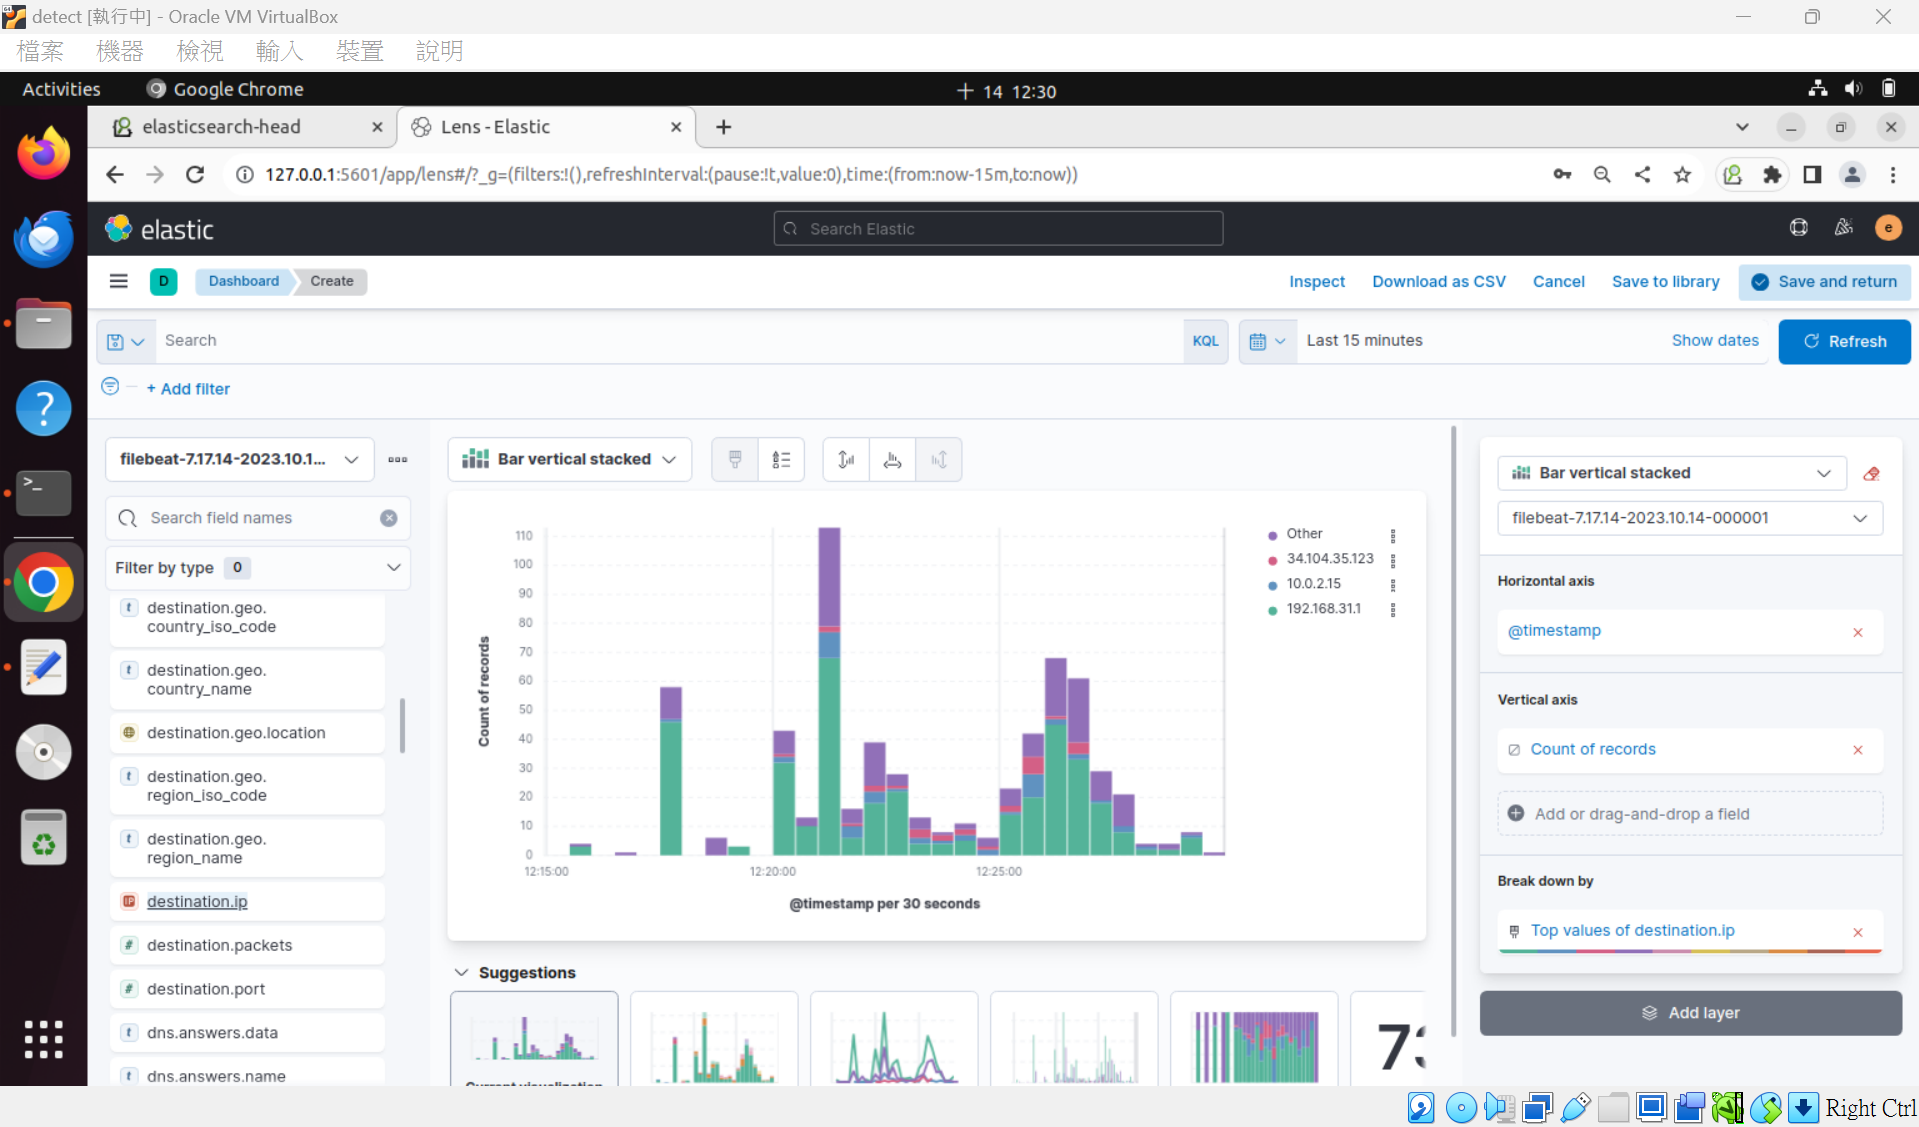 detect [執行中] - Oracle VM VirtualBox
檔案 機器 檢視 輸入 裝置 說明
Activities Google Chrome 十 14 12:30
elasticsearch-head Lens - Elastic
127.0.0.1:5601/app/lens#/?_g=(filters:!(),refreshInterval:(pause:!t,value:0),time:(from:now-15m,to:now))
elastic Search Elastic e
D Dashboard Create Inspect Download as CSV Cancel Save to library Save and return
Search KQL Last 15 minutes Show dates Refresh
+ Add filter
filebeat-7.17.14-2023.10.1...
Search field names
Filter by type 0
destination.geo.
country_iso_code
destination.geo.
country_name
destination.geo.location
destination.geo.
region_iso_code
destination.geo.
region_name
destination.ip
destination.packets
destination.port
dns.answers.data
dns.answers.name
Bar vertical stacked
Count of records
110
100
90
80
70
60
50
40
30
20
10
0
12:15:00 12:20:00 12:25:00
@timestamp per 30 seconds
Other
34.104.35.123
10.0.2.15
192.168.31.1
Suggestions
Current visualization
Bar vertical stacked
filebeat-7.17.14-2023.10.14-000001
Horizontal axis
@timestamp
Vertical axis
Count of records
Add or drag-and-drop a field
Break down by
Top values of destination.ip
Add layer
Right Ctrl